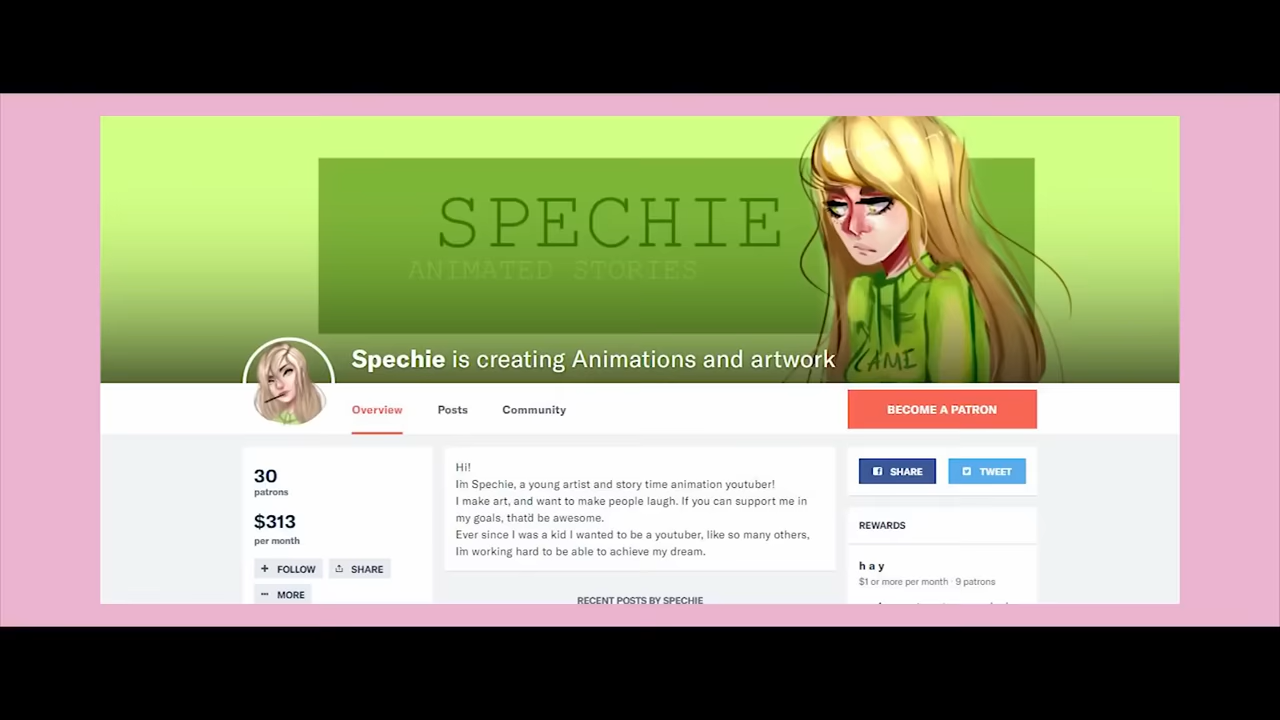 SPECHIE
ANIMATED STORIES
CAMI
Spechie is creating Animations and artwork
Overview
Posts
Community
BECOME A PATRON
30
patrons
$313
per month
+ FOLLOW
SHARE
··· MORE
Hi!
I'm Spechie, a young artist and story time animation youtuber!
I make art, and want to make people laugh. If you can support me in
my goals, that'd be awesome.
Ever since I was a kid I wanted to be a youtuber, like so many others,
I'm working hard to be able to achieve my dream.
RECENT POSTS BY SPECHIE
SHARE
TWEET
REWARDS
h a y
$1 or more per month · 9 patrons